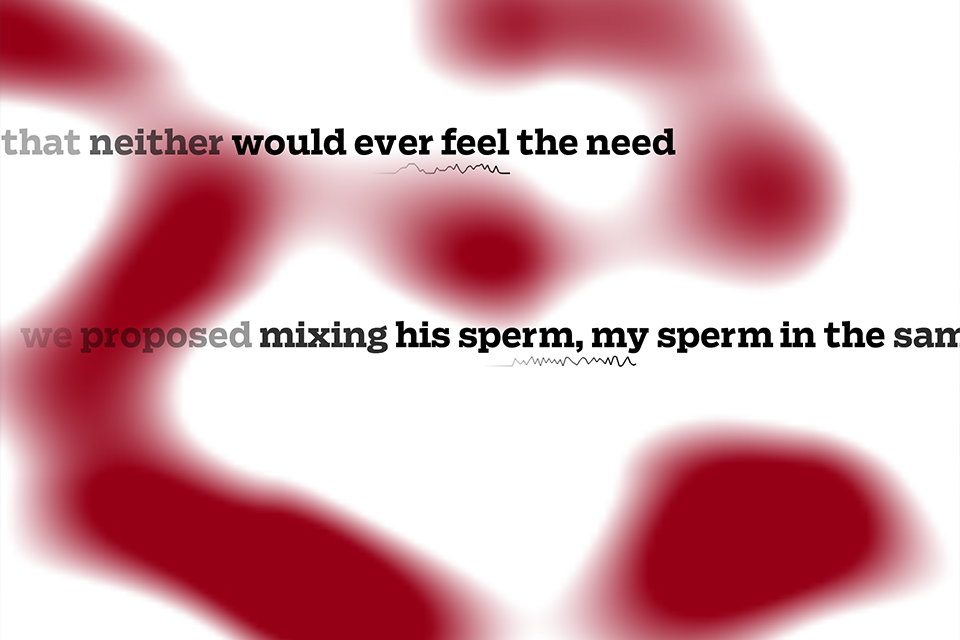 that neither would ever feel the need
we proposed mixing his sperm, my sperm in the sam